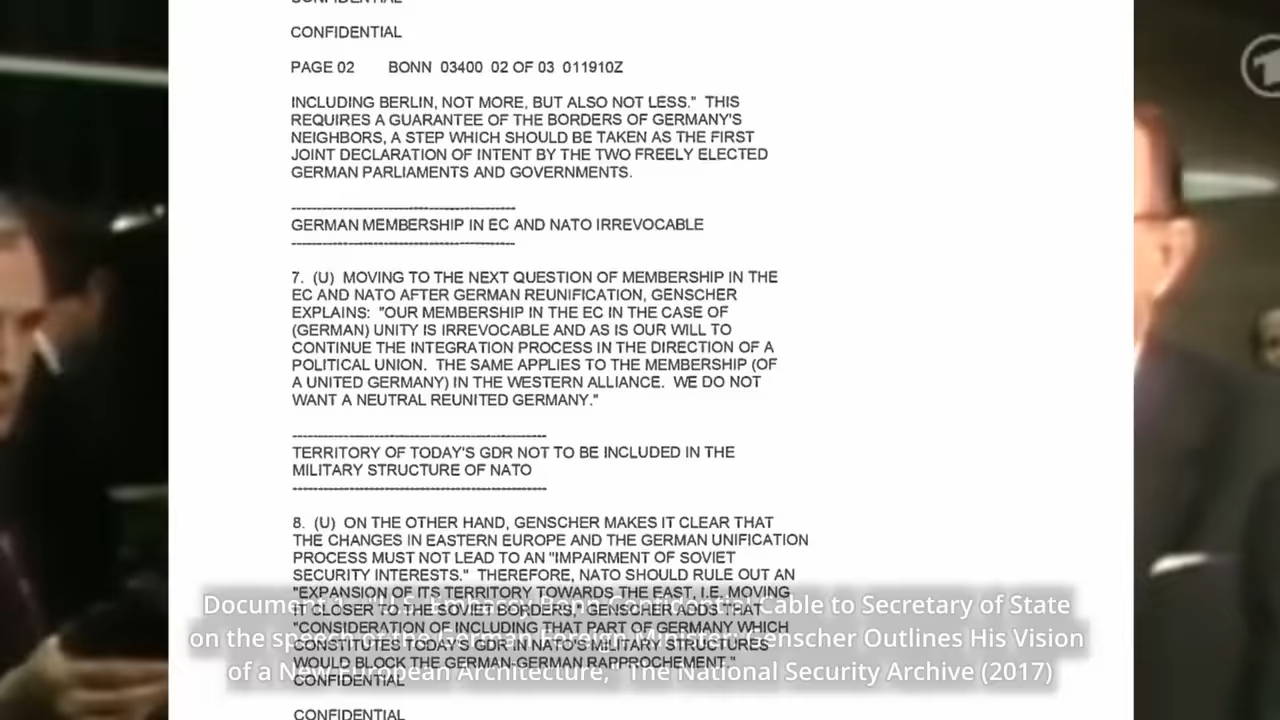 CONFIDENTIAL
CONFIDENTIAL
PAGE 02 BONN 03400 02 OF 03 011910Z
INCLUDING BERLIN, NOT MORE, BUT ALSO NOT LESS." THIS
REQUIRES A GUARANTEE OF THE BORDERS OF GERMANY'S
NEIGHBORS, A STEP WHICH SHOULD BE TAKEN AS THE FIRST
JOINT DECLARATION OF INTENT BY THE TWO FREELY ELECTED
GERMAN PARLIAMENTS AND GOVERNMENTS.
GERMAN MEMBERSHIP IN EC AND NATO IRREVOCABLE
7. (U) MOVING TO THE NEXT QUESTION OF MEMBERSHIP IN THE
EC AND NATO AFTER GERMAN REUNIFICATION, GENSCHER
EXPLAINS: "OUR MEMBERSHIP IN THE EC IN THE CASE OF
(GERMAN) UNITY IS IRREVOCABLE AND AS IS OUR WILL TO
CONTINUE THE INTEGRATION PROCESS IN THE DIRECTION OF A
POLITICAL UNION. THE SAME APPLIES TO THE MEMBERSHIP (OF
A UNITED GERMANY) IN THE WESTERN ALLIANCE. WE DO NOT
WANT A NEUTRAL REUNITED GERMANY."
TERRITORY OF TODAY'S GDR NOT TO BE INCLUDED IN THE
MILITARY STRUCTURE OF NATO
8. (U) ON THE OTHER HAND, GENSCHER MAKES IT CLEAR THAT
THE CHANGES IN EASTERN EUROPE AND THE GERMAN UNIFICATION
PROCESS MUST NOT LEAD TO AN "IMPAIRMENT OF SOVIET
SECURITY INTERESTS." THEREFORE, NATO SHOULD RULE OUT AN
"EXPANSION OF ITS TERRITORY TOWARDS THE EAST, I.E. MOVING
IT CLOSER TO THE SOVIET BORDERS." GENSCHER ADDS THAT
"CONSIDERATION OF INCLUDING THAT PART OF GERMANY WHICH
CONSTITUTES TODAY'S GDR IN NATO'S MILITARY STRUCTURES
WOULD BLOCK THE GERMAN-GERMAN RAPPROCHEMENT."
CONFIDENTIAL
CONFIDENTIAL
Document U.S. Embassy Bonn Confidential Cable to Secretary of State
on the speech of the German Foreign Minister: Genscher Outlines His Vision
of a New European Architecture," The National Security Archive (2017)